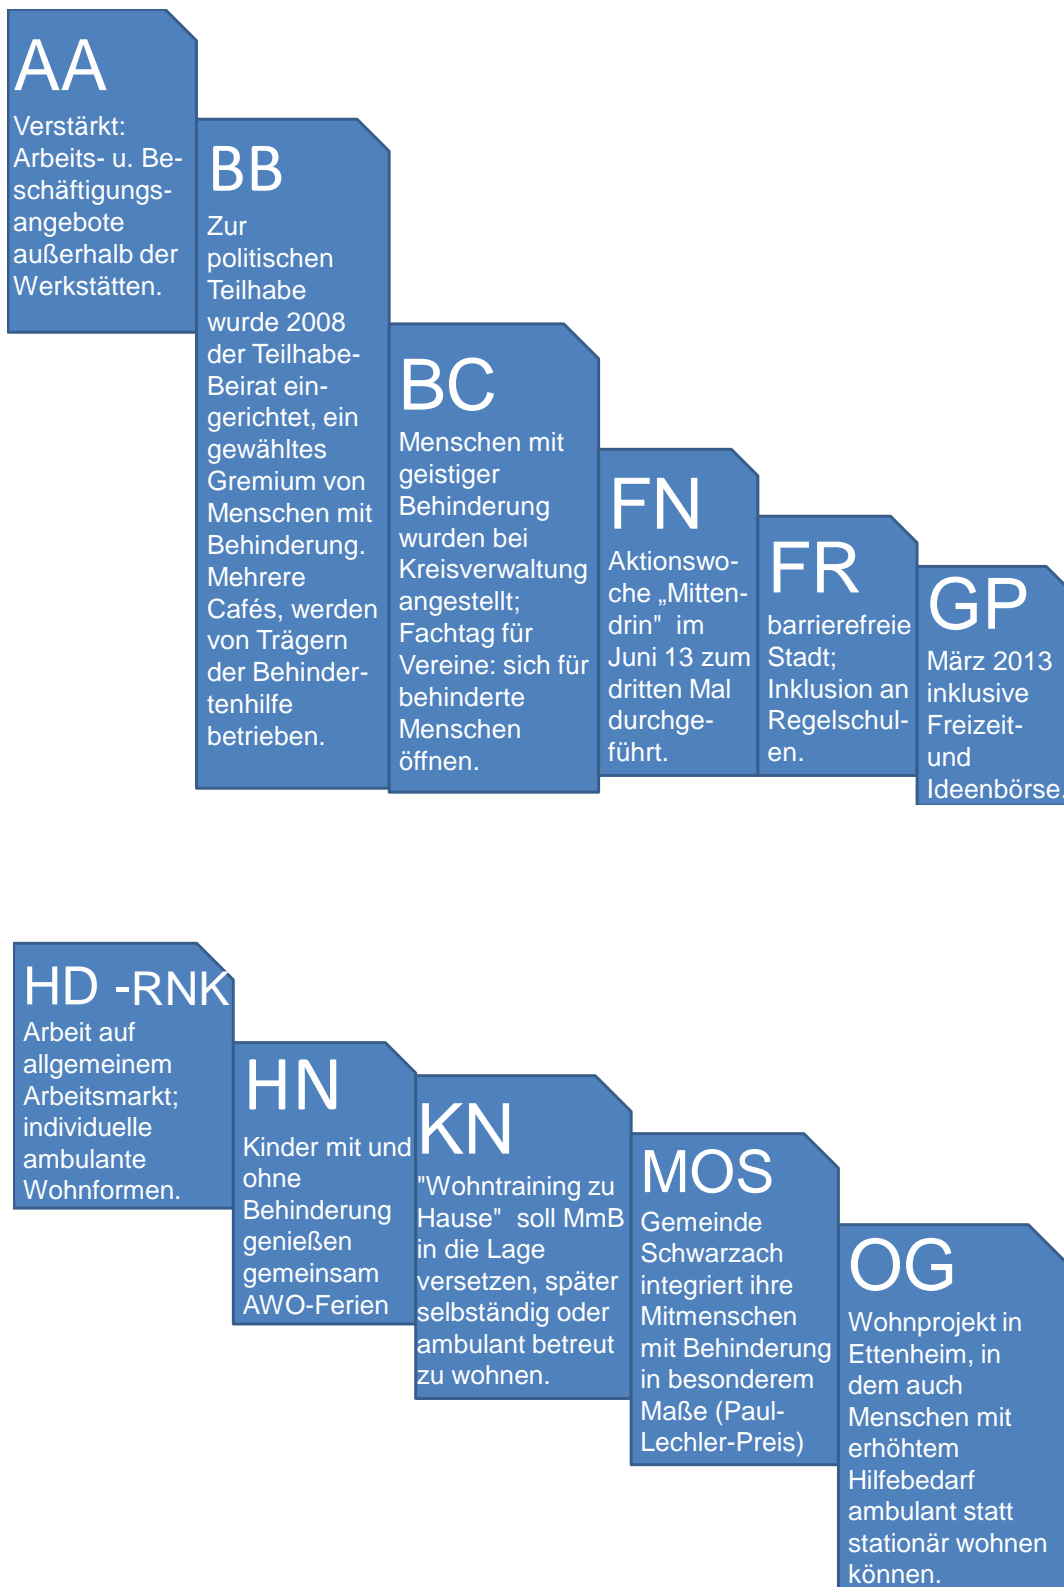 AA
Verstärkt:
Arbeits- u. Be-
schäftigungs-
angebote
außerhalb der
Werkstätten.
BB
Zur
politischen
Teilhabe
wurde 2008
der Teilhabe-
Beirat ein-
gerichtet, ein
gewähltes
Gremium von
Menschen mit
Behinderung.
Mehrere
Cafés, werden
von Trägern
der Behinder-
tenhilfe
betrieben.
BC
Menschen mit
geistiger
Behinderung
wurden bei
Kreisverwaltung
angestellt;
Fachtag für
Vereine: sich für
behinderte
Menschen
öffnen.
FN
Aktionswo-
che „Mitten-
drin" im
Juni 13 zum
dritten Mal
durchge-
führt.
FR
barrierefreie
Stadt;
Inklusion an
Regelschul-
en.
GP
März 2013
inklusive
Freizeit-
und
Ideenbörse.
HD -RNK
Arbeit auf
allgemeinem
Arbeitsmarkt;
individuelle
ambulante
Wohnformen.
HN
Kinder mit und
ohne
Behinderung
genießen
gemeinsam
AWO-Ferien
KN
"Wohntraining zu
Hause" soll MmB
in die Lage
versetzen, später
selbständig oder
ambulant betreut
zu wohnen.
MOS
Gemeinde
Schwarzach
integriert ihre
Mitmenschen
mit Behinderung
in besonderem
Maße (Paul-
Lechler-Preis)
OG
Wohnprojekt in
Ettenheim, in
dem auch
Menschen mit
erhöhtem
Hilfebedarf
ambulant statt
stationär wohnen
können.